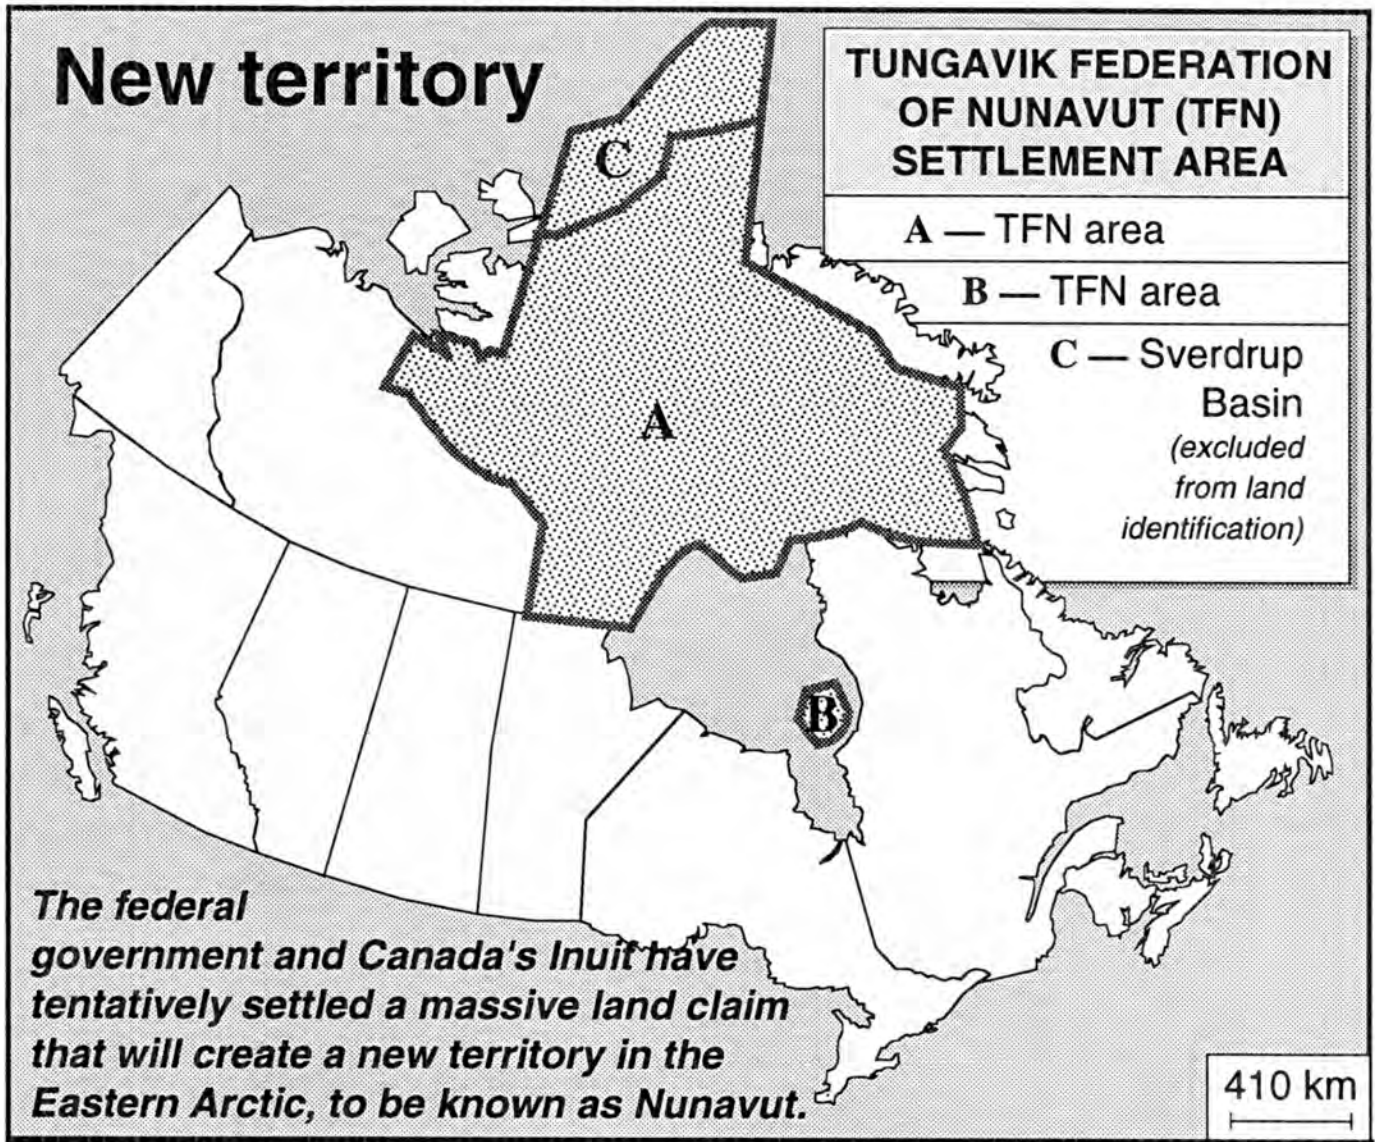 New territory
TUNGAVIK FEDERATION
OF NUNAVUT (TFN)
SETTLEMENT AREA
A — TFN area
B — TFN area
C — Sverdrup
Basin
(excluded
from land
identification)
C
A
B
The federal
government and Canada's Inuit have
tentatively settled a massive land claim
that will create a new territory in the
Eastern Arctic, to be known as Nunavut.
410 km